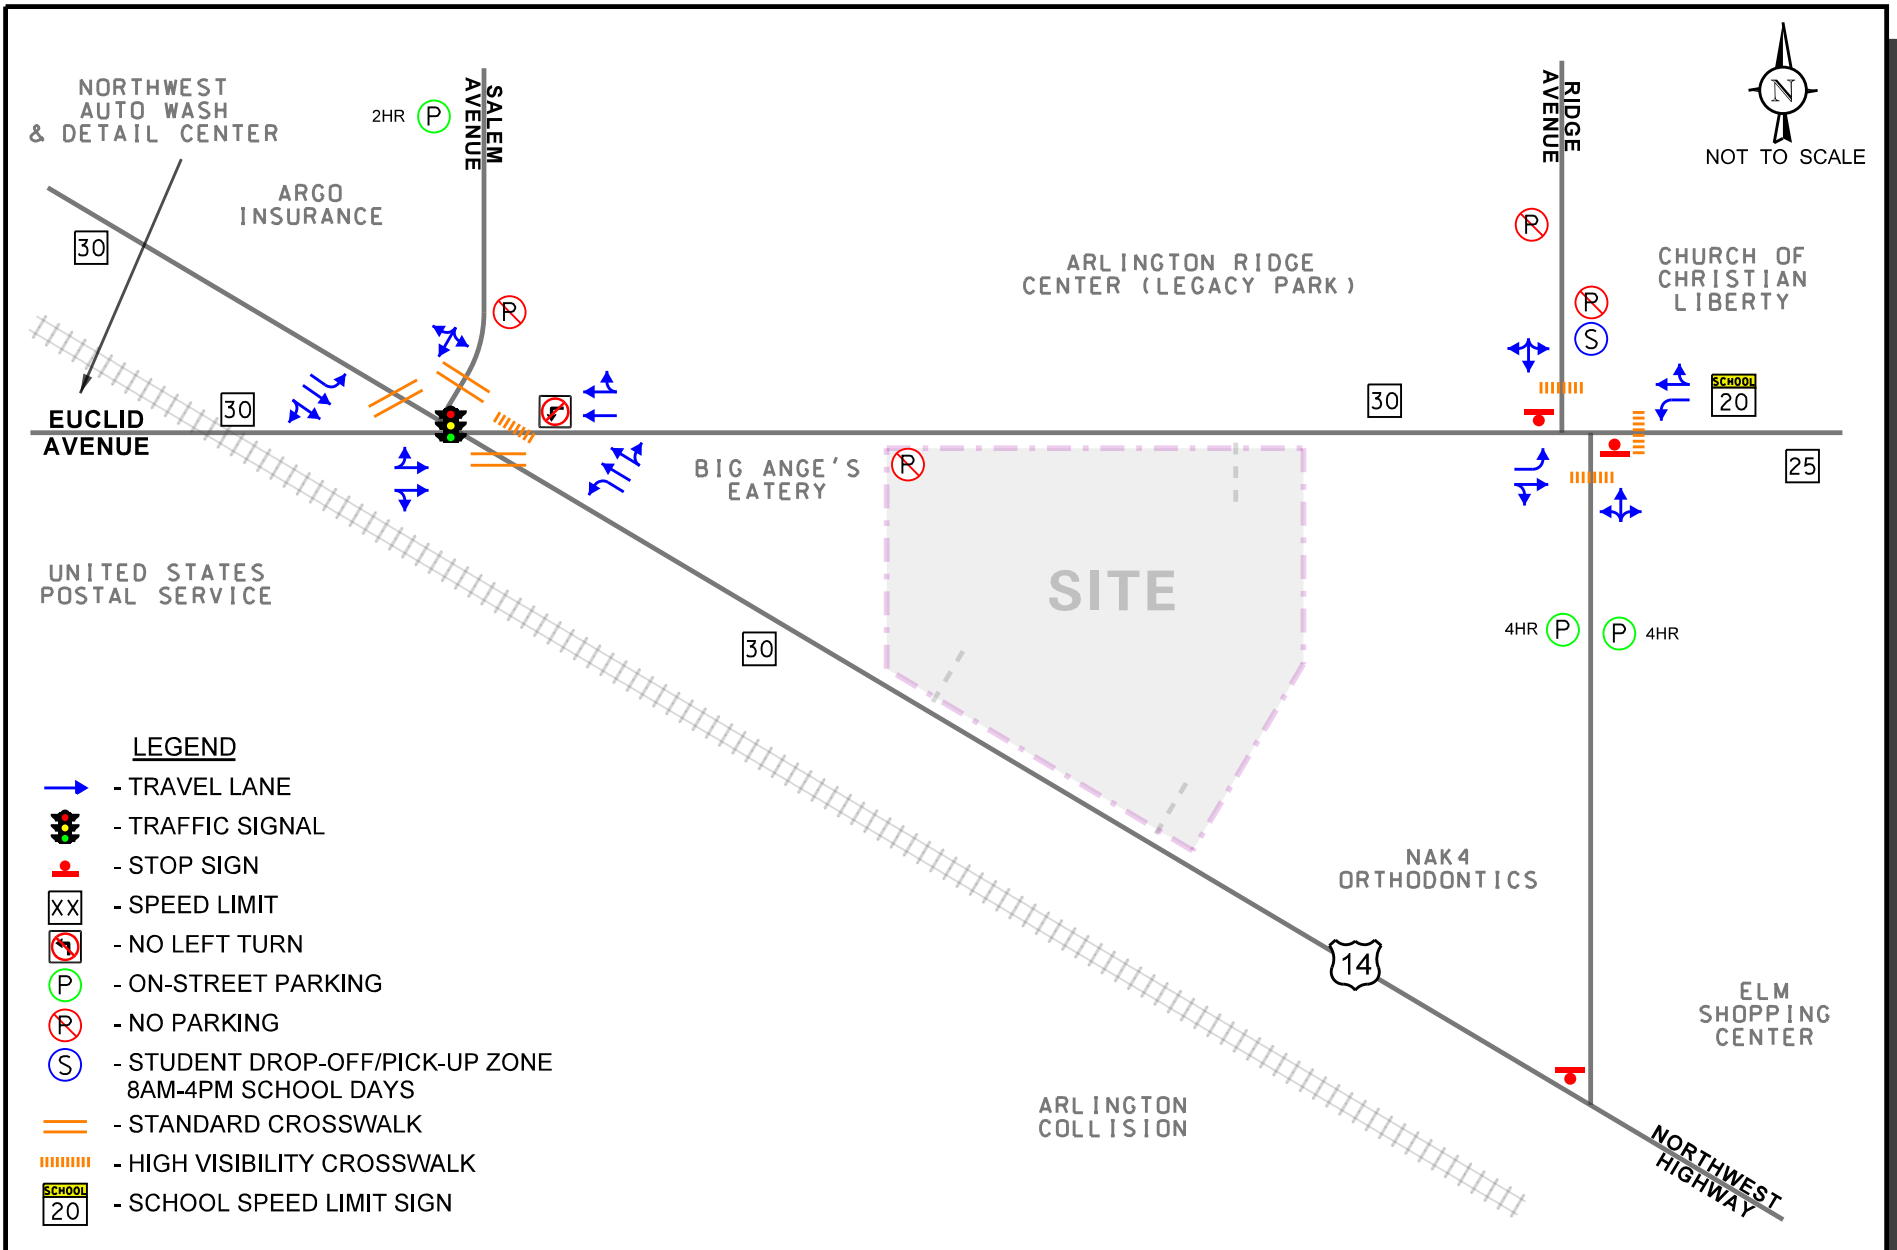 NORTHWEST
AUTO WASH
& DETAIL CENTER
2HR P
SALEM
AVENUE
RIDGE
AVENUE
N
NOT TO SCALE
ARGO
INSURANCE
30
P
P
ARLINGTON RIDGE
CENTER (LEGACY PARK)
CHURCH OF
CHRISTIAN
LIBERTY
P
P
S
SCHOOL
20
30
30
EUCLID
AVENUE
25
BIG ANGE'S
EATERY
P
UNITED STATES
POSTAL SERVICE
SITE
30
4HR P
P 4HR
LEGEND
- TRAVEL LANE
- TRAFFIC SIGNAL
- STOP SIGN
XX - SPEED LIMIT
- NO LEFT TURN
P - ON-STREET PARKING
P - NO PARKING
S - STUDENT DROP-OFF/PICK-UP ZONE
8AM-4PM SCHOOL DAYS
- STANDARD CROSSWALK
- HIGH VISIBILITY CROSSWALK
SCHOOL
20 - SCHOOL SPEED LIMIT SIGN
NAK4
ORTHODONTICS
14
ELM
SHOPPING
CENTER
ARLINGTON
COLLISION
NORTHWEST
HIGHWAY